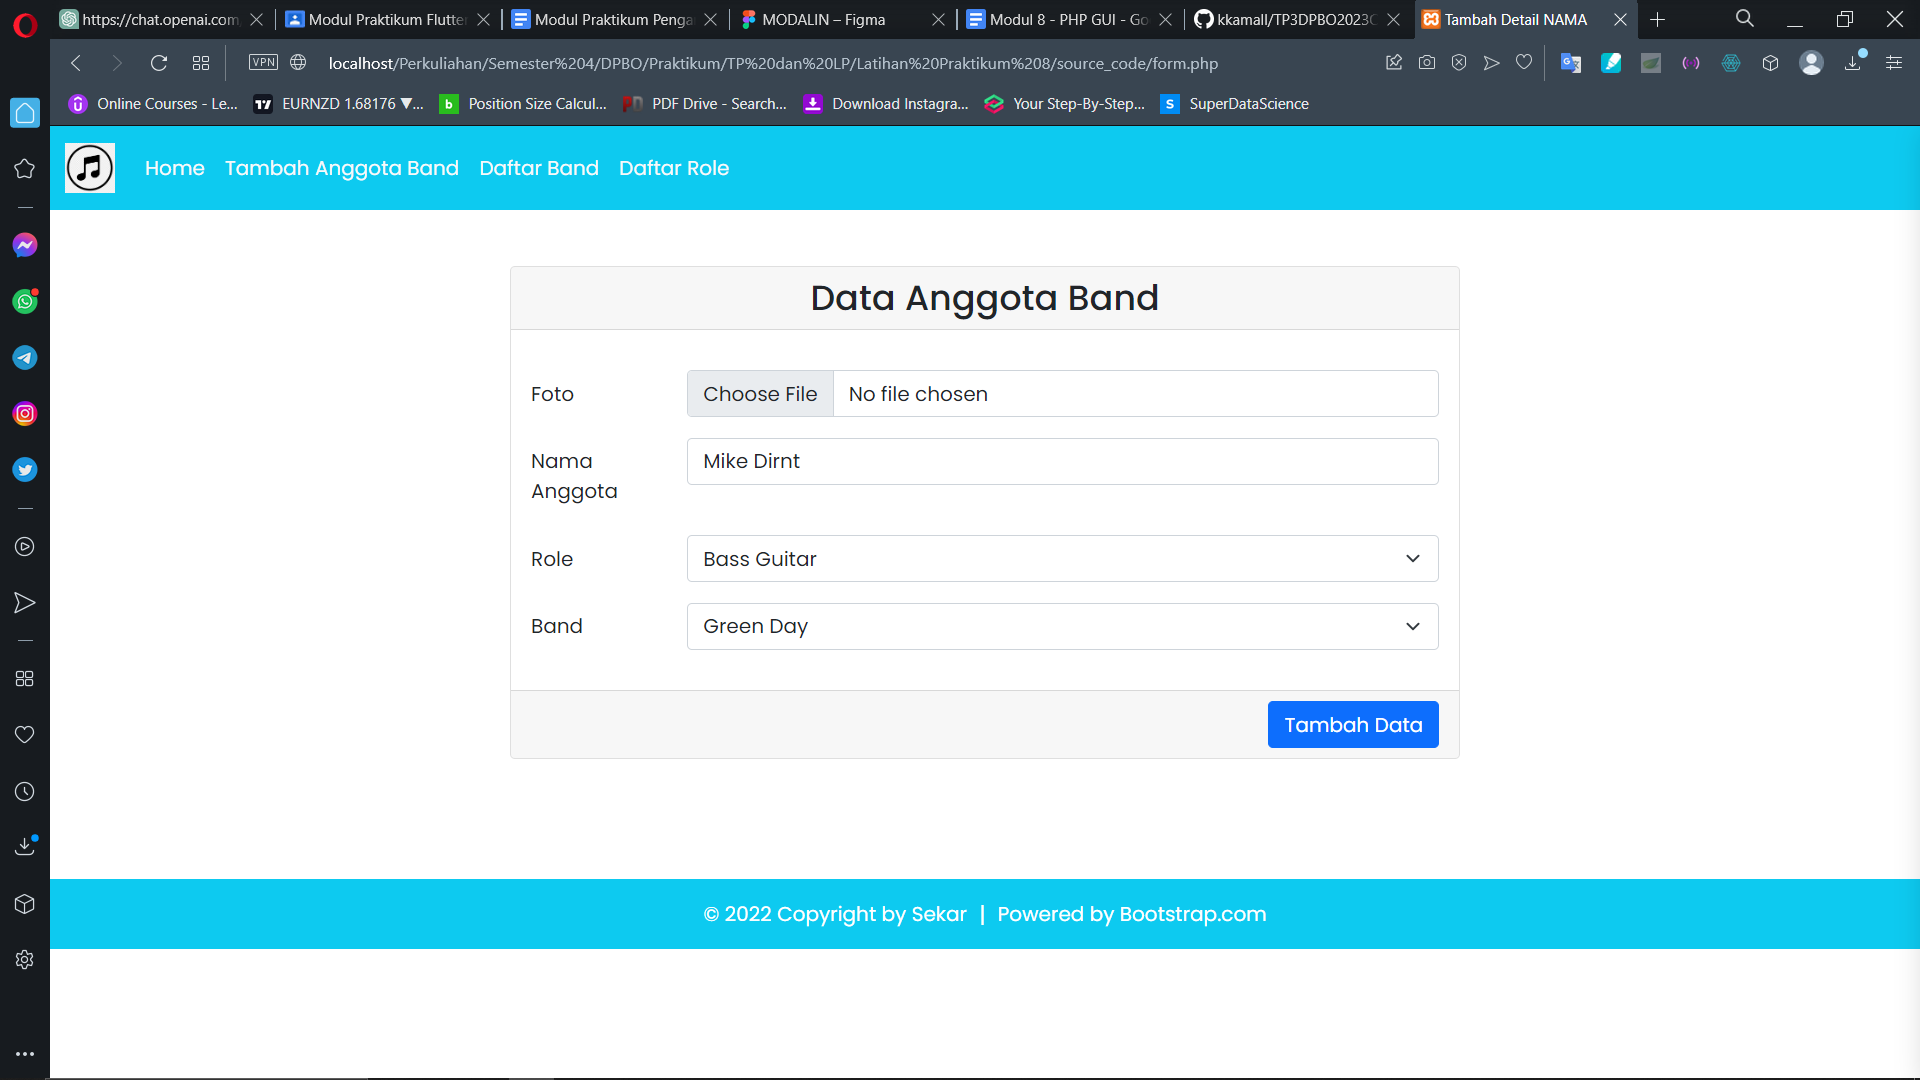 https://chat.openai.com
Modul Praktikum Flutter
Modul Praktikum Penga
MODALIN – Figma
Modul 8 - PHP GUI - Go
kkamall/TP3DPBO2023C
Tambah Detail NAMA
VPN
localhost/Perkuliahan/Semester%204/DPBO/Praktikum/TP%20dan%20LP/Latihan%20Praktikum%208/source_code/form.php
Online Courses - Le...
EURNZD 1.68176 ▼...
Position Size Calcul...
PDF Drive - Search...
Download Instagra...
Your Step-By-Step...
SuperDataScience
Home
Tambah Anggota Band
Daftar Band
Daftar Role
Data Anggota Band
Foto
Choose File
No file chosen
Nama
Anggota
Mike Dirnt
Role
Bass Guitar
Band
Green Day
Tambah Data
© 2022 Copyright by Sekar | Powered by Bootstrap.com